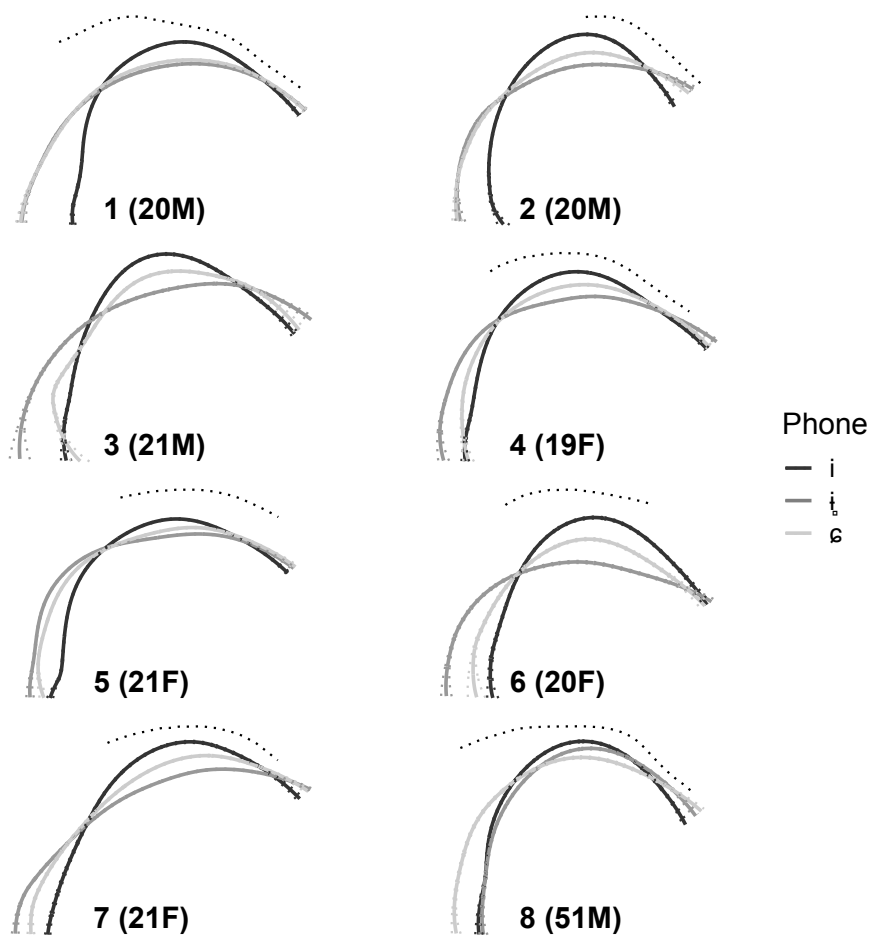 1 (20M)
2 (20M)
3 (21M)
4 (19F)
5 (21F)
6 (20F)
7 (21F)
8 (51M)
Phone
i
ɕ